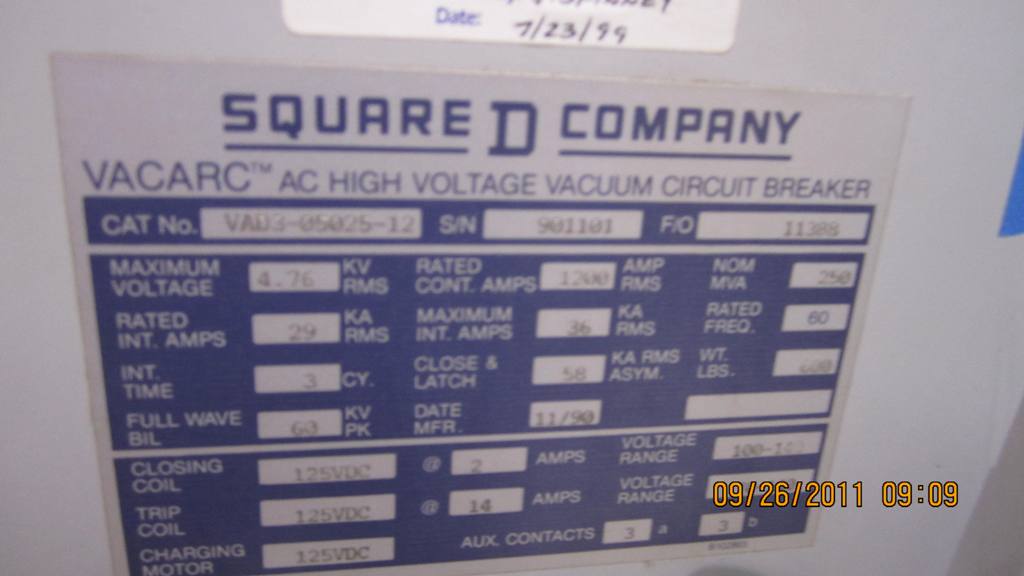 Date: 7/23/99
SQUARE D COMPANY
VACARC™ AC HIGH VOLTAGE VACUUM CIRCUIT BREAKER
CAT No. VAD3-05025-12 S/N 901101 F/O 11388
MAXIMUM VOLTAGE 4.76 KV RMS RATED CONT. AMPS 1200 AMP RMS NOM MVA 250
RATED INT. AMPS 29 KA RMS MAXIMUM INT. AMPS 36 KA RMS RATED FREQ. 60
INT. TIME 3 CY. CLOSE & LATCH 58 KA RMS ASYM. WT. LBS.
FULL WAVE BIL 60 KV PK DATE MFR. 11/90
CLOSING COIL 125VDC @ 2 AMPS VOLTAGE RANGE
TRIP COIL 125VDC @ 14 AMPS VOLTAGE RANGE
CHARGING MOTOR 125VDC AUX. CONTACTS 3 a 3 b
09/26/2011 09:09